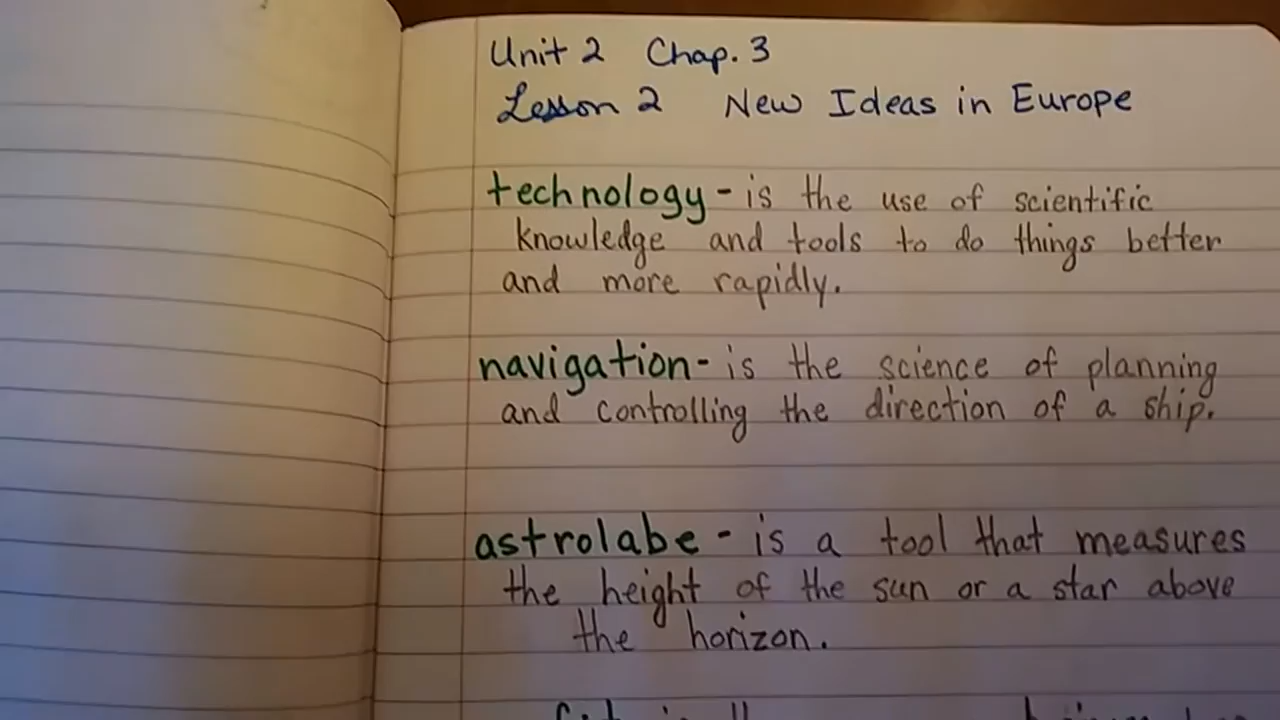 Unit 2 Chap. 3
Lesson 2 New Ideas in Europe
technology - is the use of scientific
knowledge and tools to do things better
and more rapidly.
navigation - is the science of planning
and controlling the direction of a ship.
astrolabe - is a tool that measures
the height of the sun or a star above
the horizon.